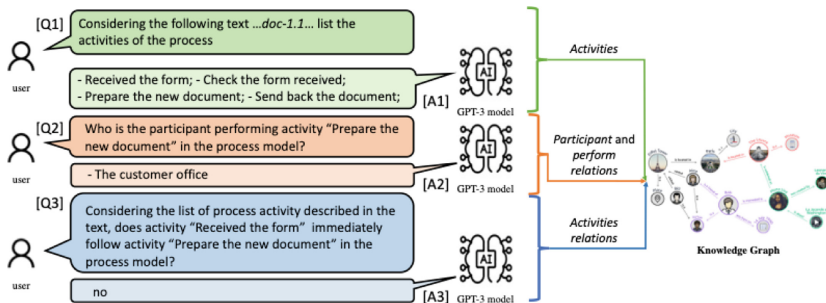 [Q1]
Considering the following text ...doc-1.1... list the
activities of the process
user
- Received the form; - Check the form received;
- Prepare the new document; - Send back the document;
[A1]
AI
GPT-3 model
Activities
[Q2]
Who is the participant performing activity "Prepare the
new document" in the process model?
user
- The customer office
[A2]
AI
GPT-3 model
Participant and
perform
relations
[Q3]
Considering the list of process activity described in the
text, does activity "Received the form" immediately
follow activity "Prepare the new document" in the
process model?
user
no
[A3]
AI
GPT-3 model
Activities
relations
Knowledge Graph